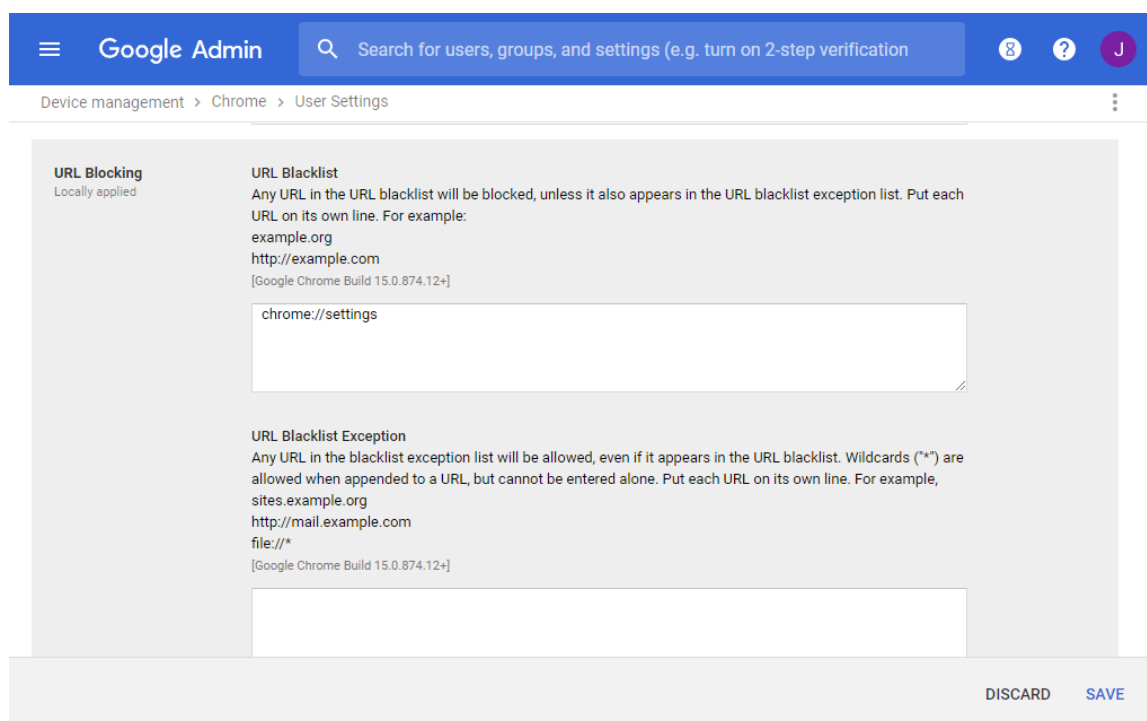 Google Admin
Search for users, groups, and settings (e.g. turn on 2-step verification
8
?
J
Device management > Chrome > User Settings
URL Blocking
Locally applied
URL Blacklist
Any URL in the URL blacklist will be blocked, unless it also appears in the URL blacklist exception list. Put each
URL on its own line. For example:
example.org
http://example.com
[Google Chrome Build 15.0.874.12+]
chrome://settings
URL Blacklist Exception
Any URL in the blacklist exception list will be allowed, even if it appears in the URL blacklist. Wildcards ("*") are
allowed when appended to a URL, but cannot be entered alone. Put each URL on its own line. For example,
sites.example.org
http://mail.example.com
file://*
[Google Chrome Build 15.0.874.12+]
DISCARD SAVE